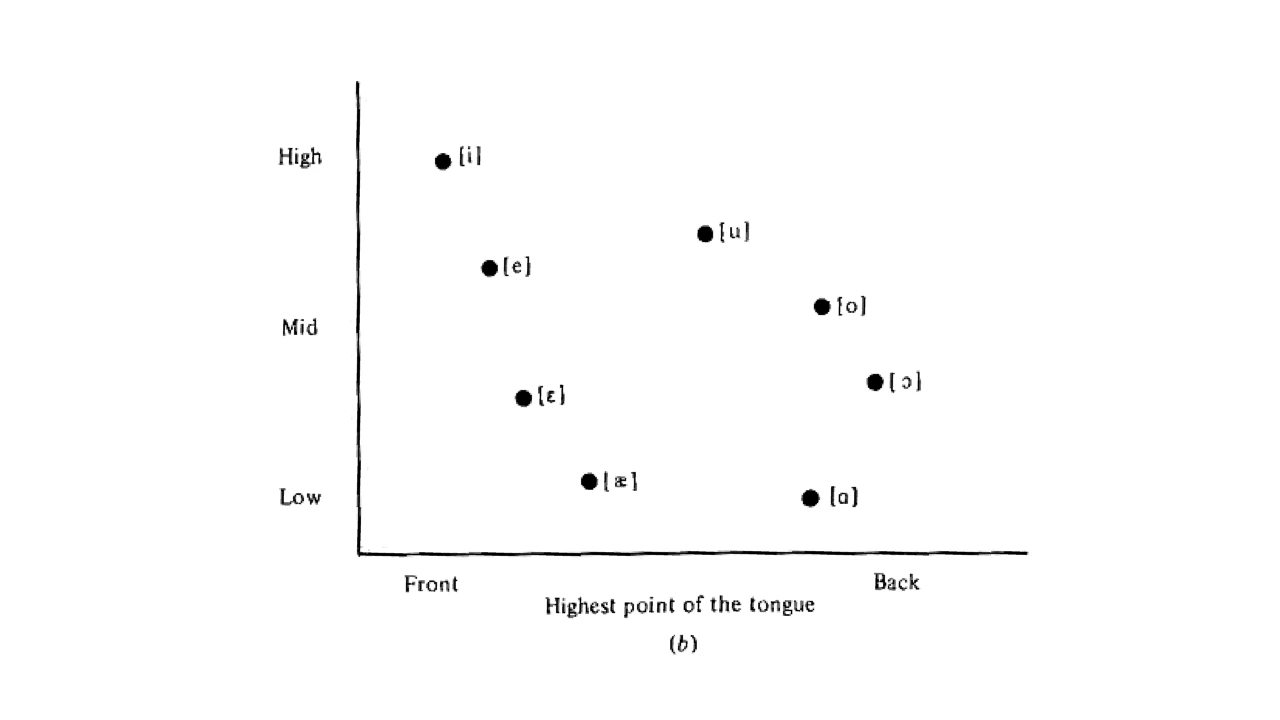 High
[i]
[u]
[e]
[o]
Mid
[ɔ]
[ɛ]
[æ]
Low
[ɑ]
Front
Back
Highest point of the tongue
(b)